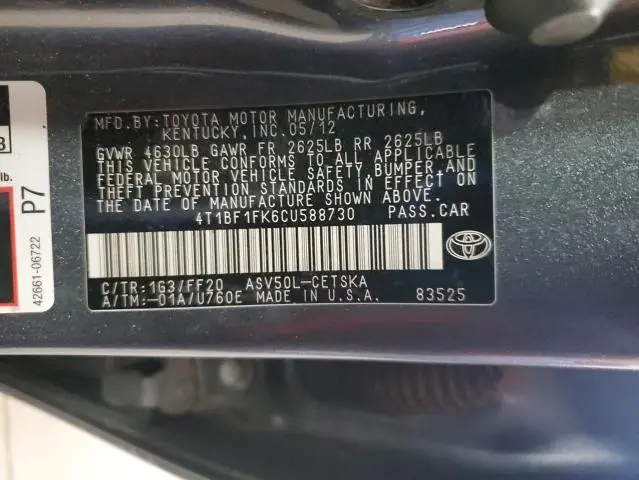 MFD.BY:TOYOTA MOTOR MANUFACTURING,
KENTUCKY,INC.05/12
GVWR 4630LB GAWR FR 2625LB RR 2625LB
THIS VEHICLE CONFORMS TO ALL APPLICABLE
FEDERAL MOTOR VEHICLE SAFETY,BUMPER,AND
THEFT PREVENTION STANDARDS IN EFFECT ON
THE DATE OF MANUFACTURE SHOWN ABOVE.
4T1BF1FK6CU588730 PASS.CAR
C/TR:1G3/FF20 ASV50L-CETSKA
A/TM:-01A/U760E MADE IN U.S.A. 83525
TOYOTA
3
lb.
P7
42661-06722